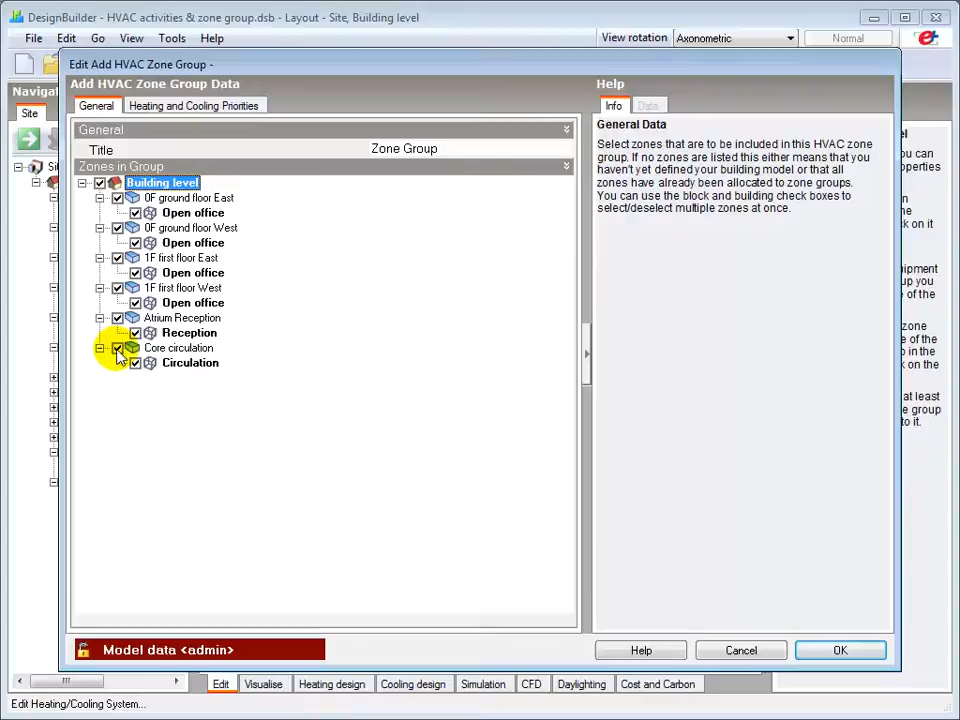 DesignBuilder - HVAC activities & zone group.dsb - Layout - Site, Building level
File Edit Go View Tools Help
View rotation Axonometric Normal
Edit Add HVAC Zone Group -
Add HVAC Zone Group Data
Help
General Heating and Cooling Priorities
Info Data
General
Title Zone Group
Zones in Group
Building level
0F ground floor East
Open office
0F ground floor West
Open office
1F first floor East
Open office
1F first floor West
Open office
Atrium Reception
Reception
Core circulation
Circulation
General Data
Select zones that are to be included in this HVAC zone
group. If no zones are listed this either means that you
haven't yet defined your building model or that all
zones have already been allocated to zone groups.
You can use the block and building check boxes to
select/deselect multiple zones at once.
Site
Model data <admin>
Help Cancel OK
Edit Visualise Heating design Cooling design Simulation CFD Daylighting Cost and Carbon
Edit Heating/Cooling System...